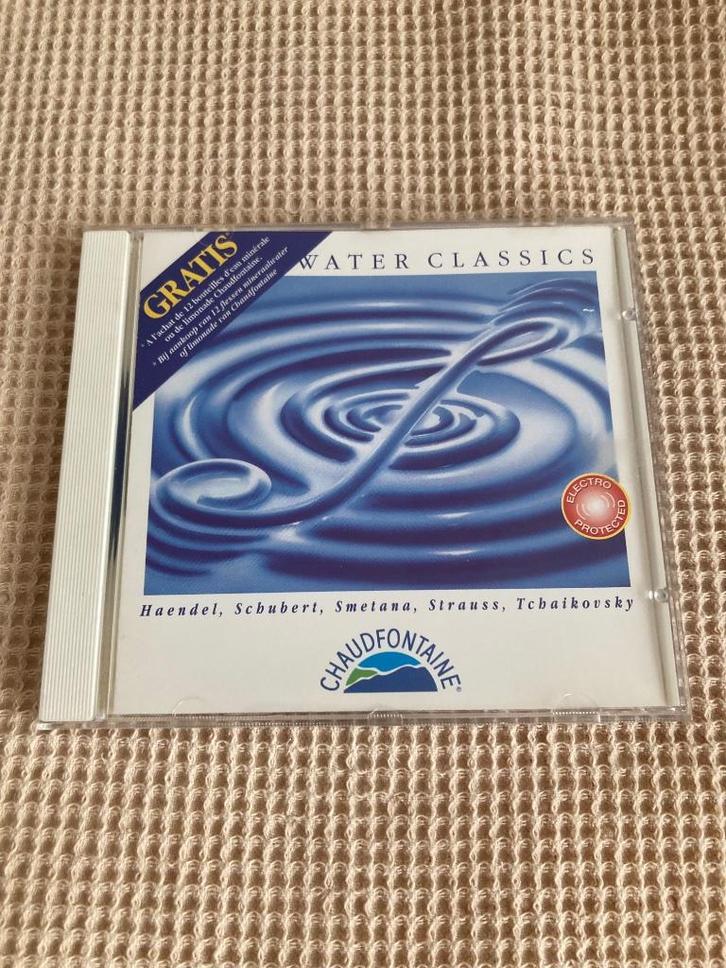 GRATIS*
* A l'achat de 12 bouteilles d'eau minérale
ou de limonade Chaudfontaine.
* Bij aankoop van 12 flessen mineraalwater
of limonade van Chaudfontaine
WATER CLASSICS
ELECTRO
PROTECTED
Haendel, Schubert, Smetana, Strauss, Tchaikovsky
CHAUDFONTAINE®